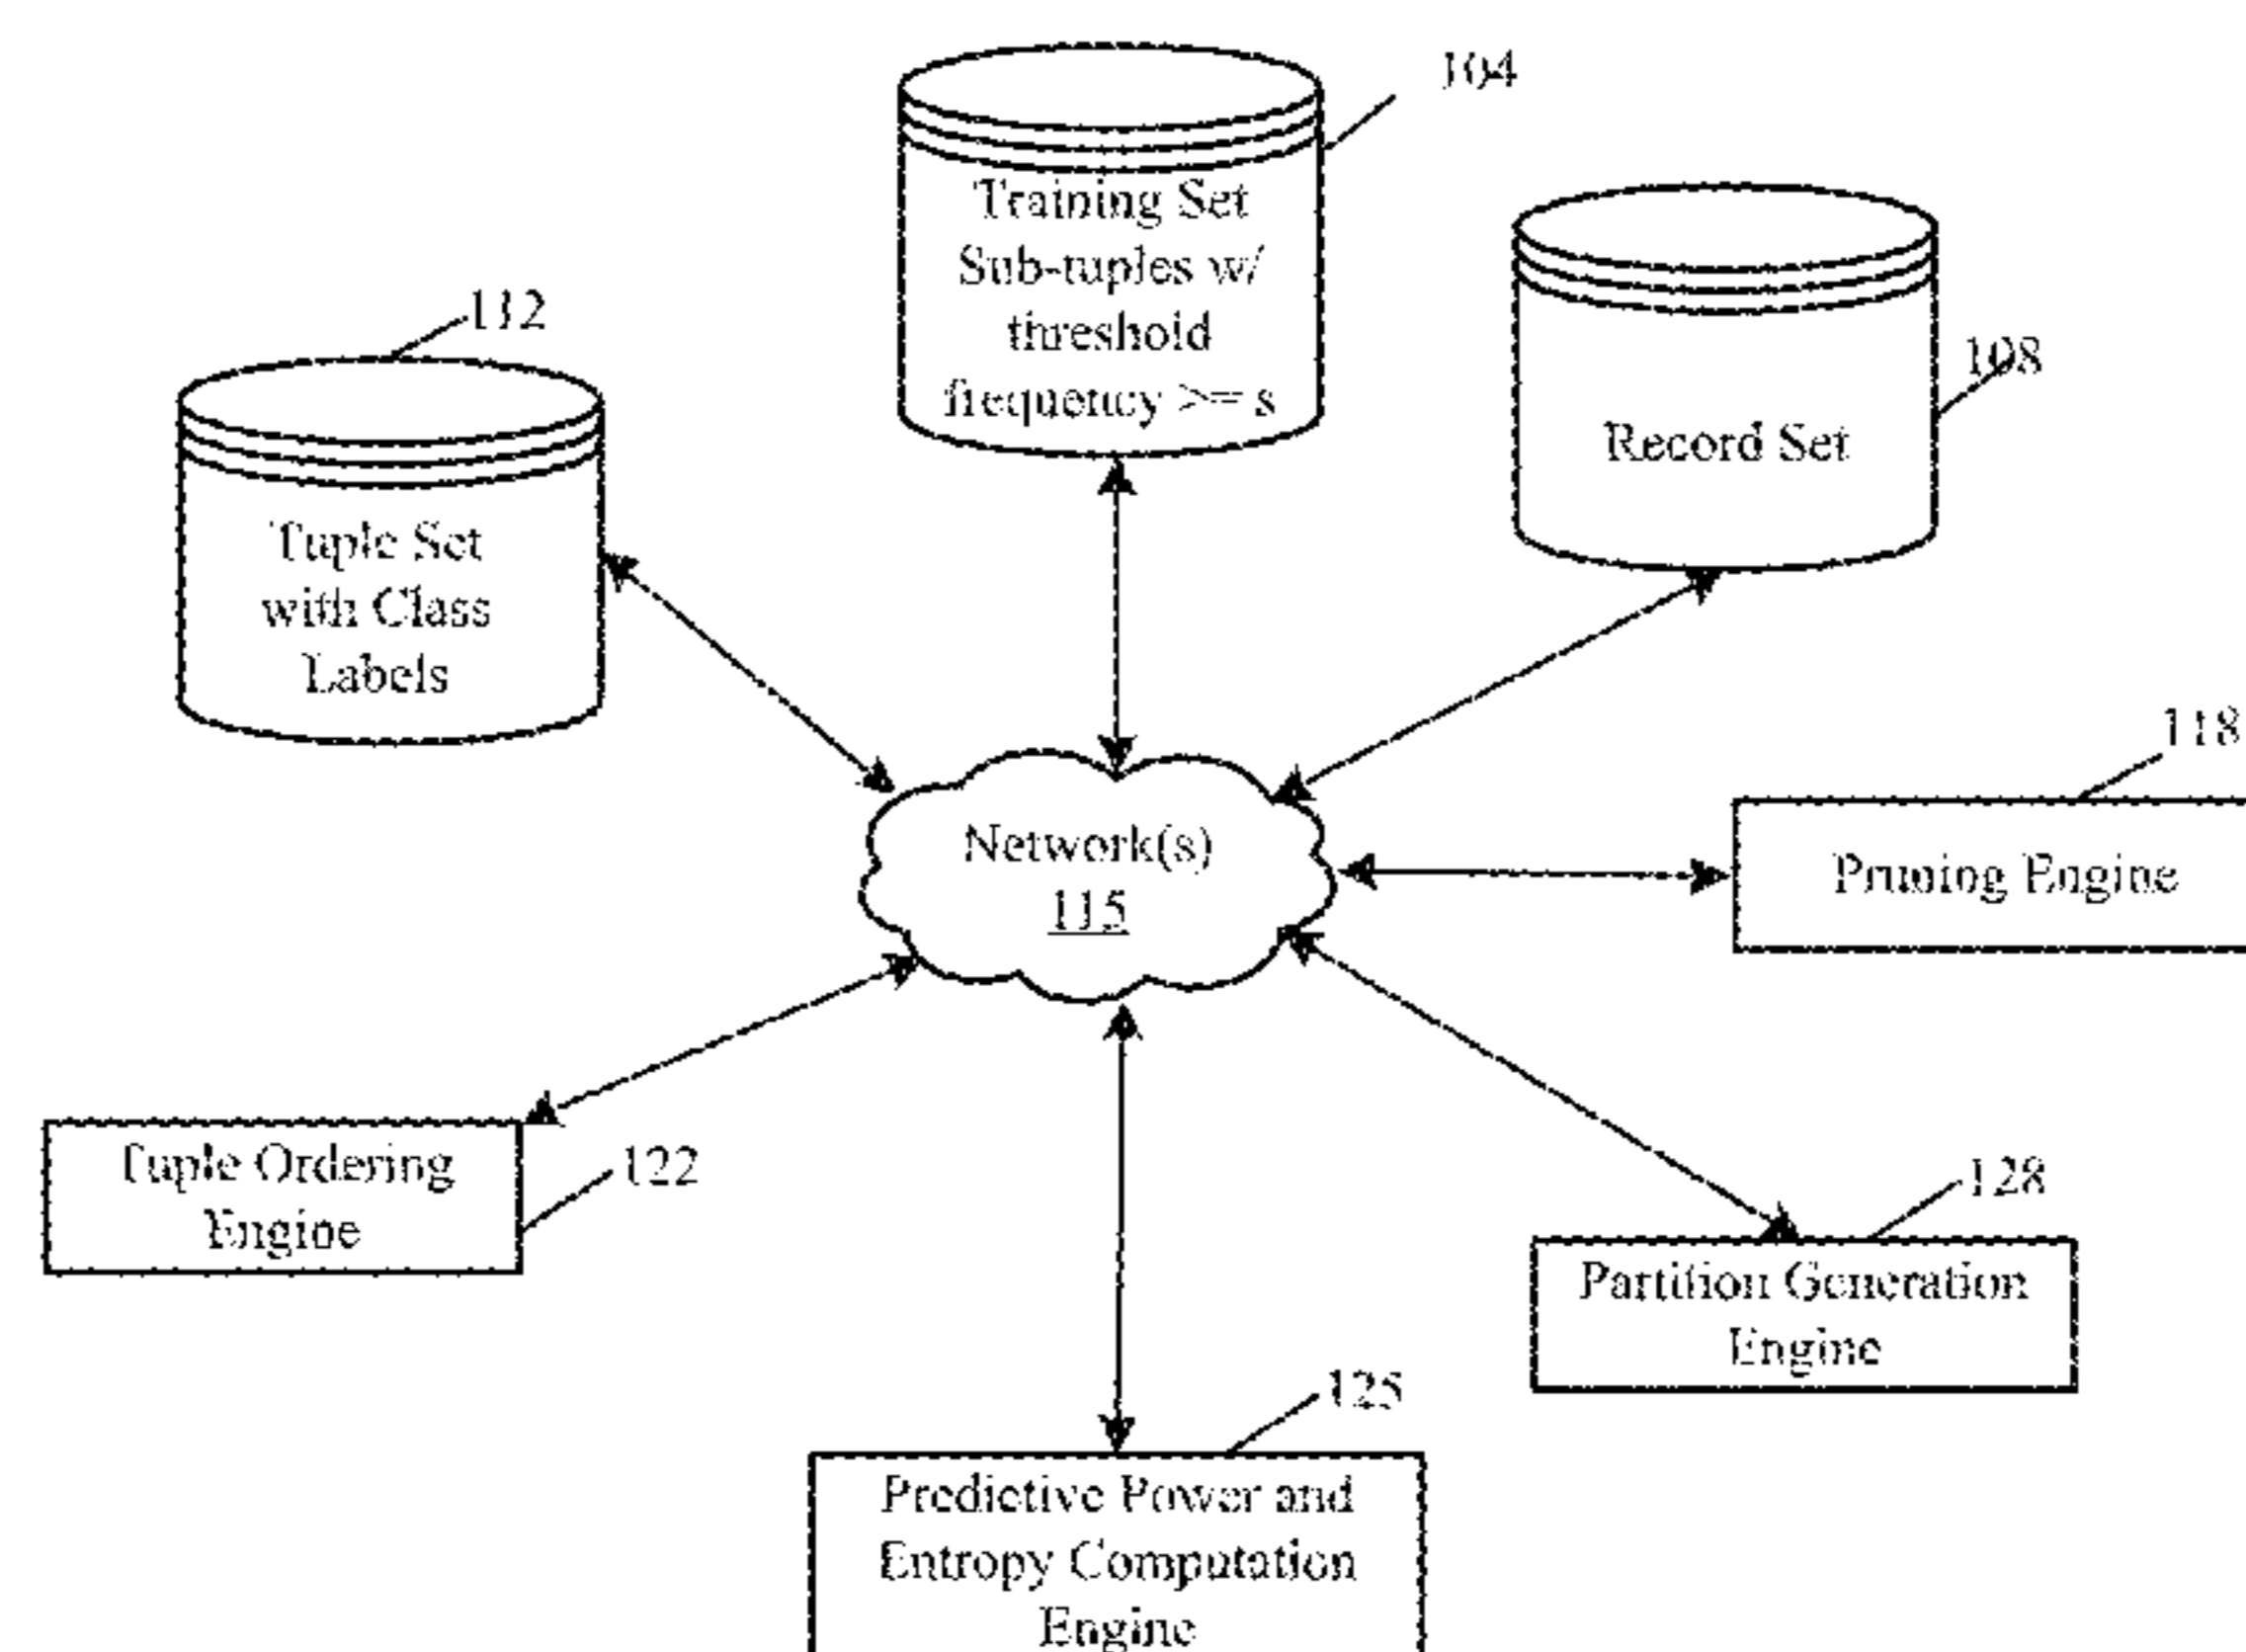 104
Training Set
Sub-tuples w/
threshold
frequency >= s
112
Tuple Set
with Class
Labels
108
Record Set
118
Pruning Engine
Network(s)
115
Tuple Ordering
Engine
122
128
Partition Generation
Engine
125
Predictive Power and
Entropy Computation
Engine